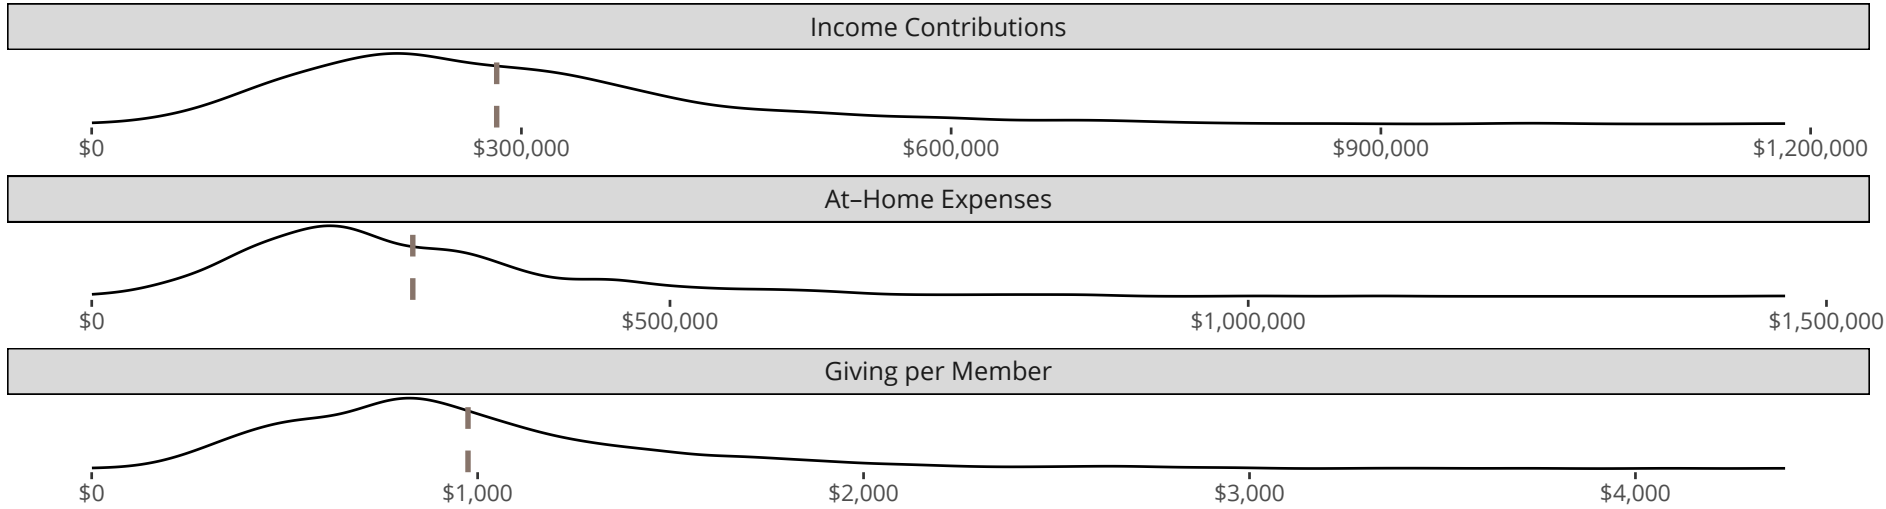 Income Contributions
$0 $300,000 $600,000 $900,000 $1,200,000
At–Home Expenses
$0 $500,000 $1,000,000 $1,500,000
Giving per Member
$0 $1,000 $2,000 $3,000 $4,000